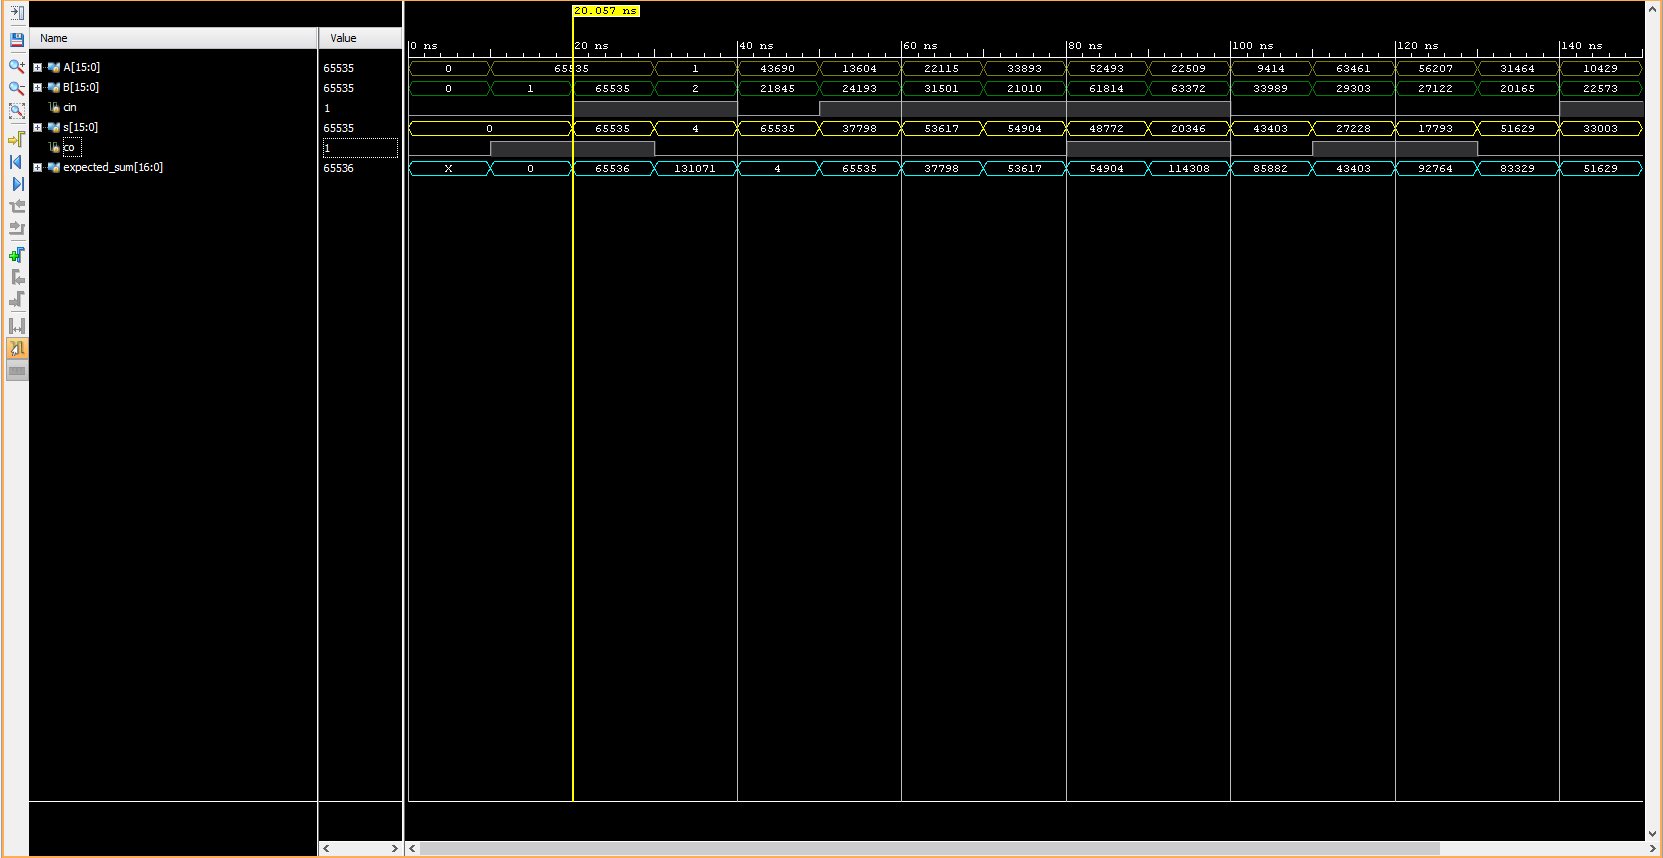 20.057 ns
Name Value
0 ns 20 ns 40 ns 60 ns 80 ns 100 ns 120 ns 140 ns
A[15:0] 65535 0 65535 1 43690 13604 22115 33893 52493 22509 9414 63461 56207 31464 10429
B[15:0] 65535 0 1 65535 2 21845 24193 31501 21010 61814 63372 33989 29303 27122 20165 22573
cin 1
s[15:0] 65535 0 65535 4 65535 37798 53617 54904 48772 20346 43403 27228 17793 51629 33003
co 1
expected_sum[16:0] 65536 X 0 65536 131071 4 65535 37798 53617 54904 114308 85882 43403 92764 83329 51629